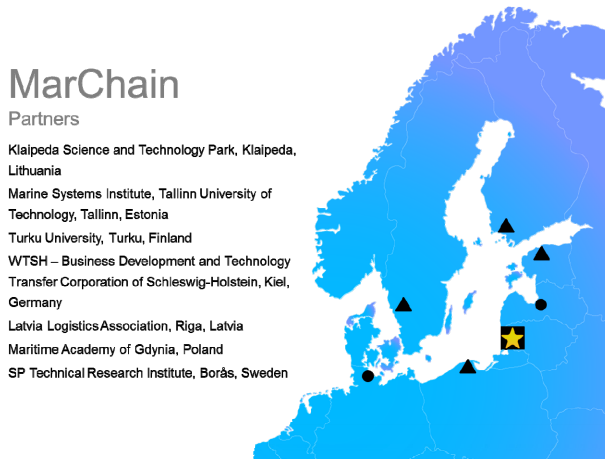 MarChain
Partners
Klaipeda Science and Technology Park, Klaipeda,
Lithuania
Marine Systems Institute, Tallinn University of
Technology, Tallinn, Estonia
Turku University, Turku, Finland
WTSH – Business Development and Technology
Transfer Corporation of Schleswig-Holstein, Kiel,
Germany
Latvia Logistics Association, Riga, Latvia
Maritime Academy of Gdynia, Poland
SP Technical Research Institute, Borås, Sweden